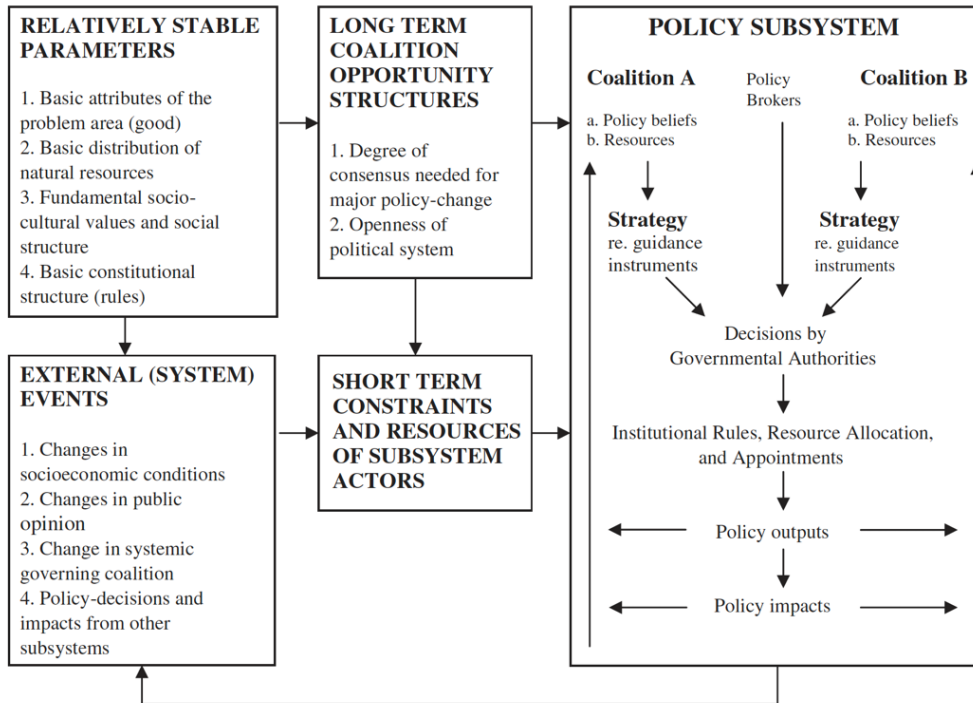 RELATIVELY STABLE
PARAMETERS
1. Basic attributes of the
problem area (good)
2. Basic distribution of
natural resources
3. Fundamental socio-
cultural values and social
structure
4. Basic constitutional
structure (rules)
LONG TERM
COALITION
OPPORTUNITY
STRUCTURES
1. Degree of
consensus needed for
major policy-change
2. Openness of
political system
EXTERNAL (SYSTEM)
EVENTS
1. Changes in
socioeconomic conditions
2. Changes in public
opinion
3. Change in systemic
governing coalition
4. Policy-decisions and
impacts from other
subsystems
SHORT TERM
CONSTRAINTS
AND RESOURCES
OF SUBSYSTEM
ACTORS
POLICY SUBSYSTEM
Coalition A
a. Policy beliefs
b. Resources
Strategy
re. guidance
instruments
Policy
Brokers
Coalition B
a. Policy beliefs
b. Resources
Strategy
re. guidance
instruments
Decisions by
Governmental Authorities
Institutional Rules, Resource Allocation,
and Appointments
Policy outputs
Policy impacts